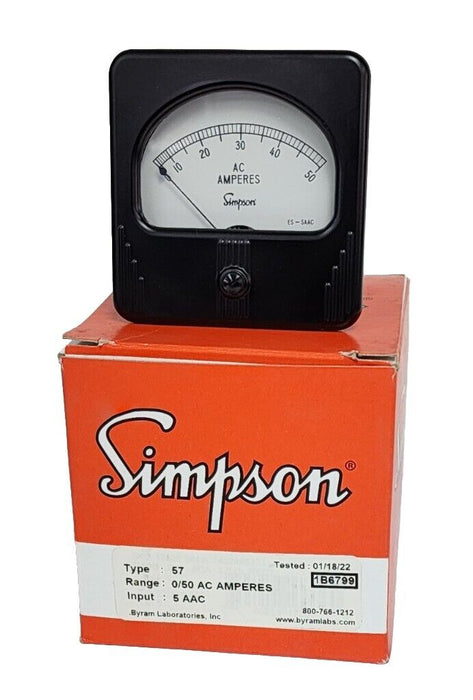 10 20 30 40 50
AC
AMPERES
Simpson
ES-5AAC
Simpson®
Type : 57
Tested : 01/18/22
Range : 0/50 AC AMPERES
1B6799
Input : 5 AAC
Byram Laboratories, Inc
800-766-1212
www.byramlabs.com